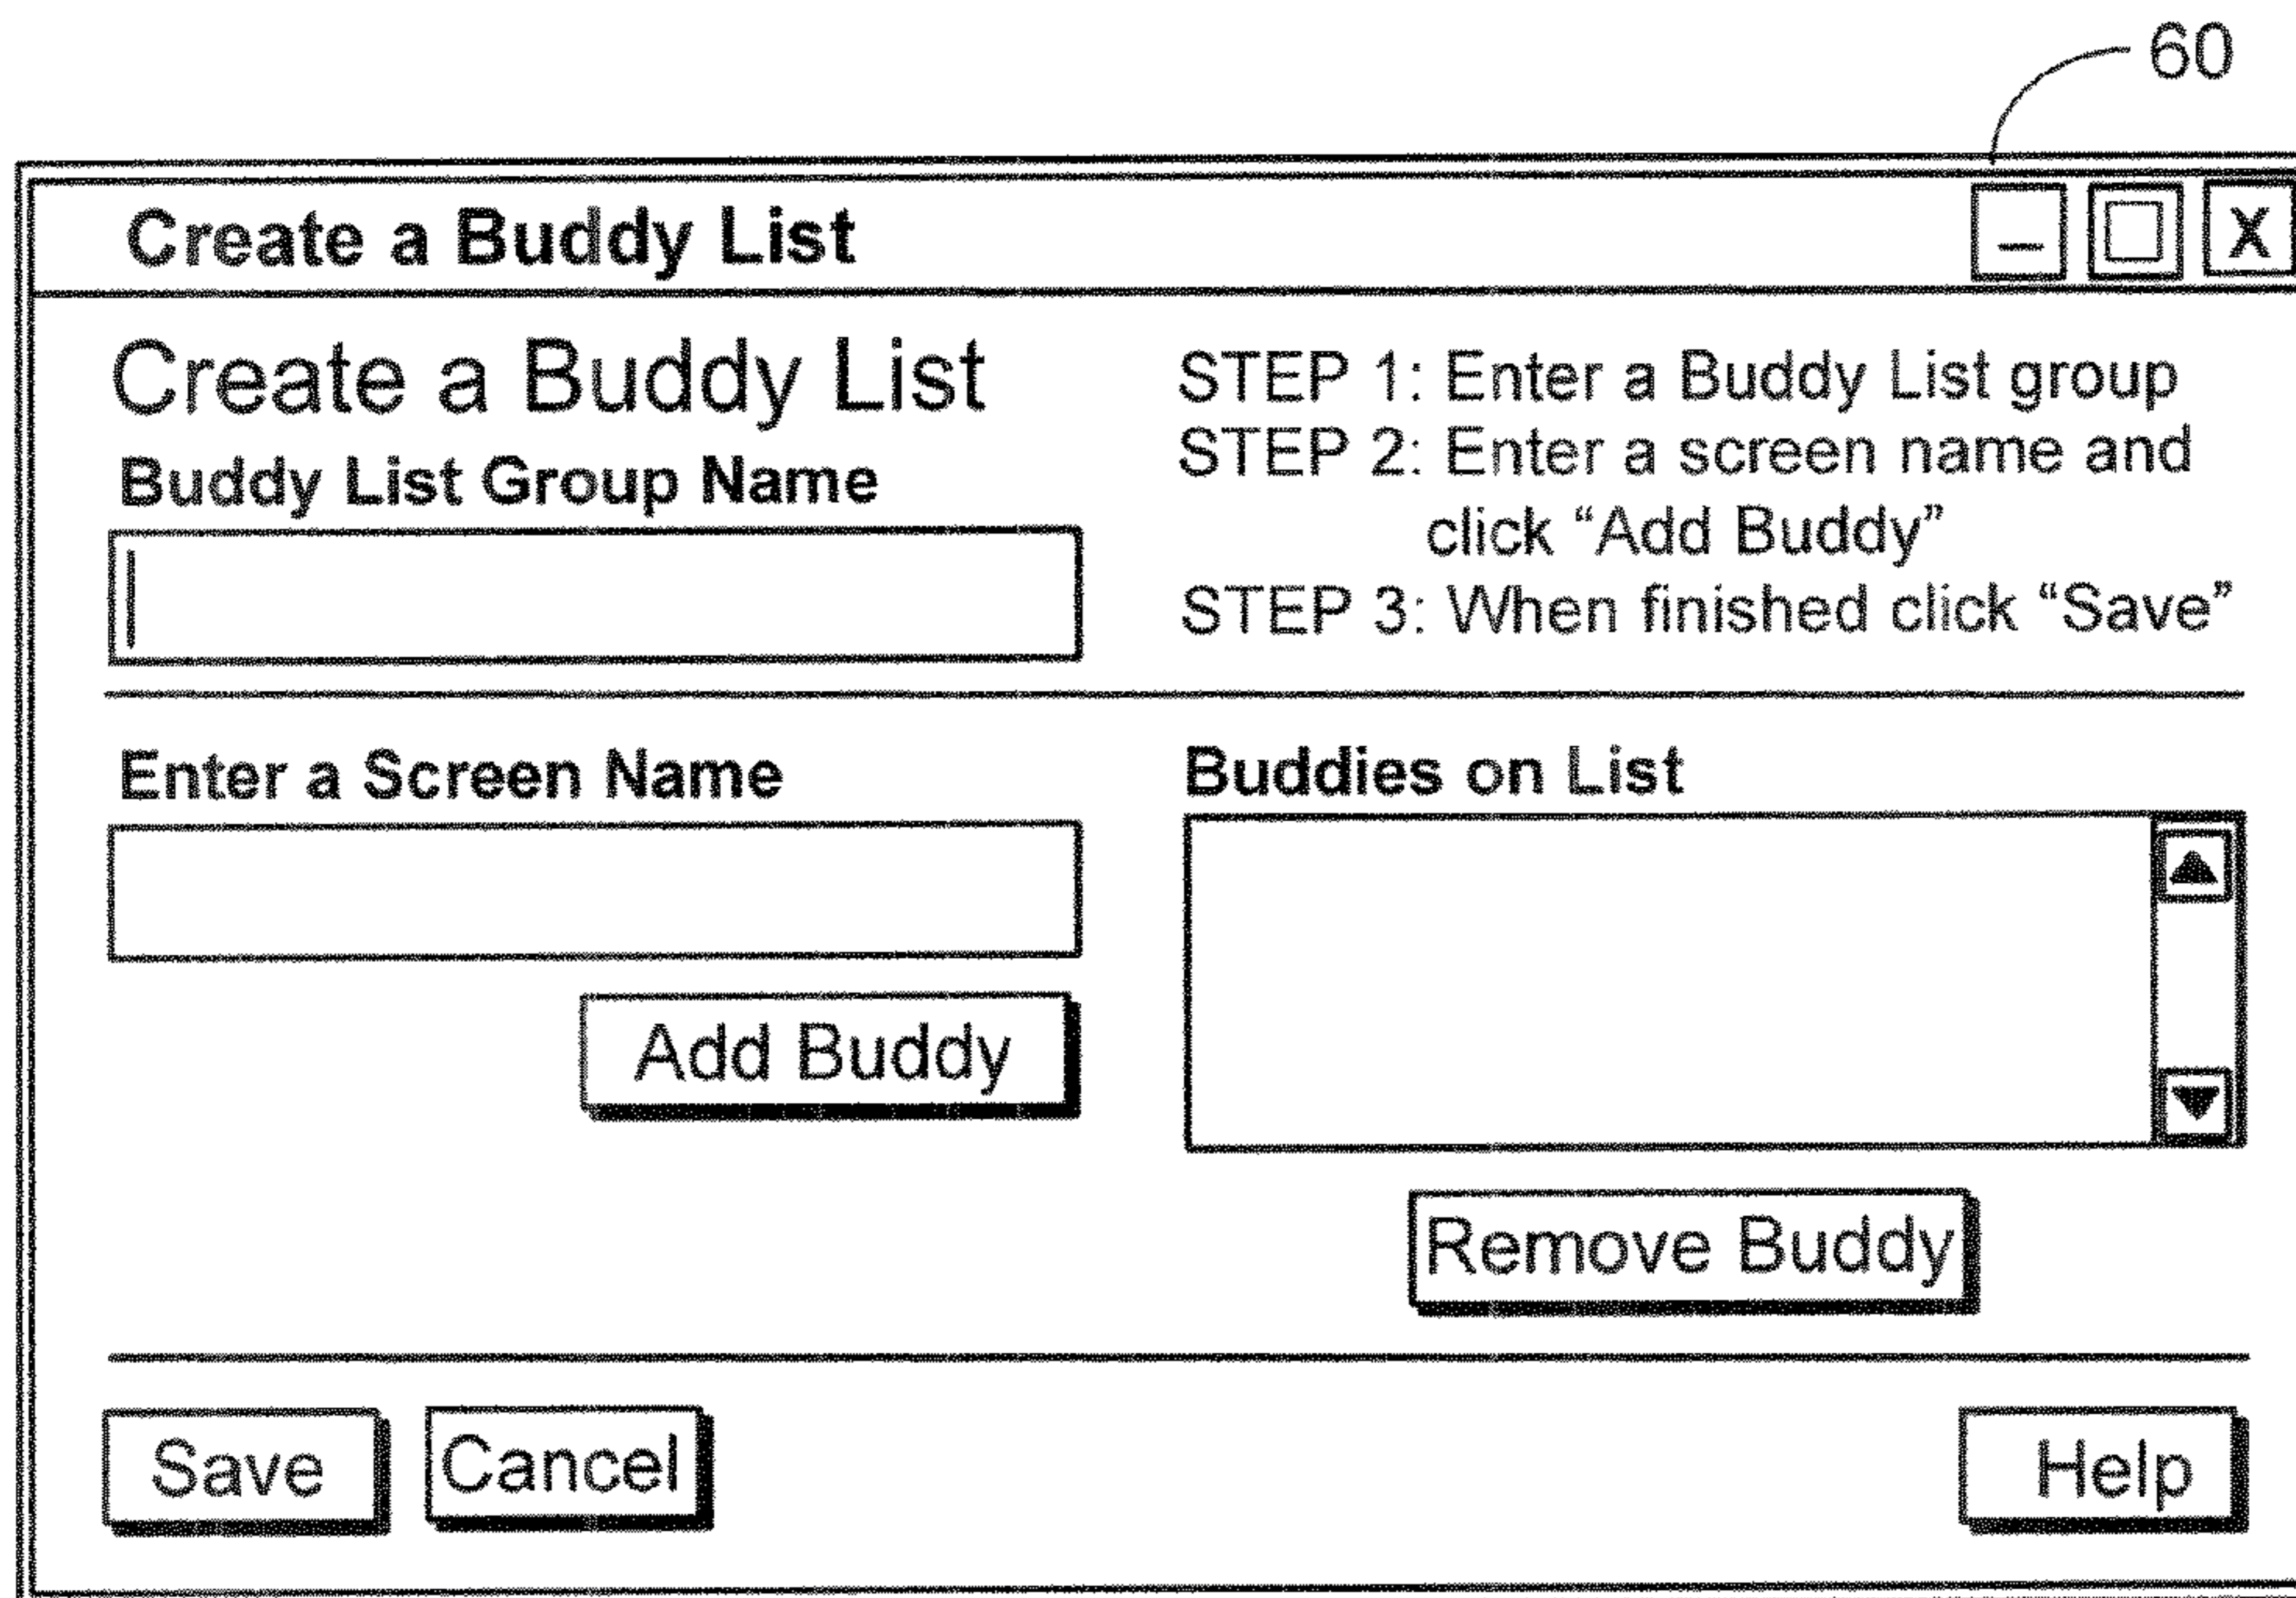 60
Create a Buddy List
Create a Buddy List
Buddy List Group Name
STEP 1: Enter a Buddy List group
STEP 2: Enter a screen name and
click “Add Buddy”
STEP 3: When finished click “Save”
Enter a Screen Name
Add Buddy
Buddies on List
Remove Buddy
Save
Cancel
Help